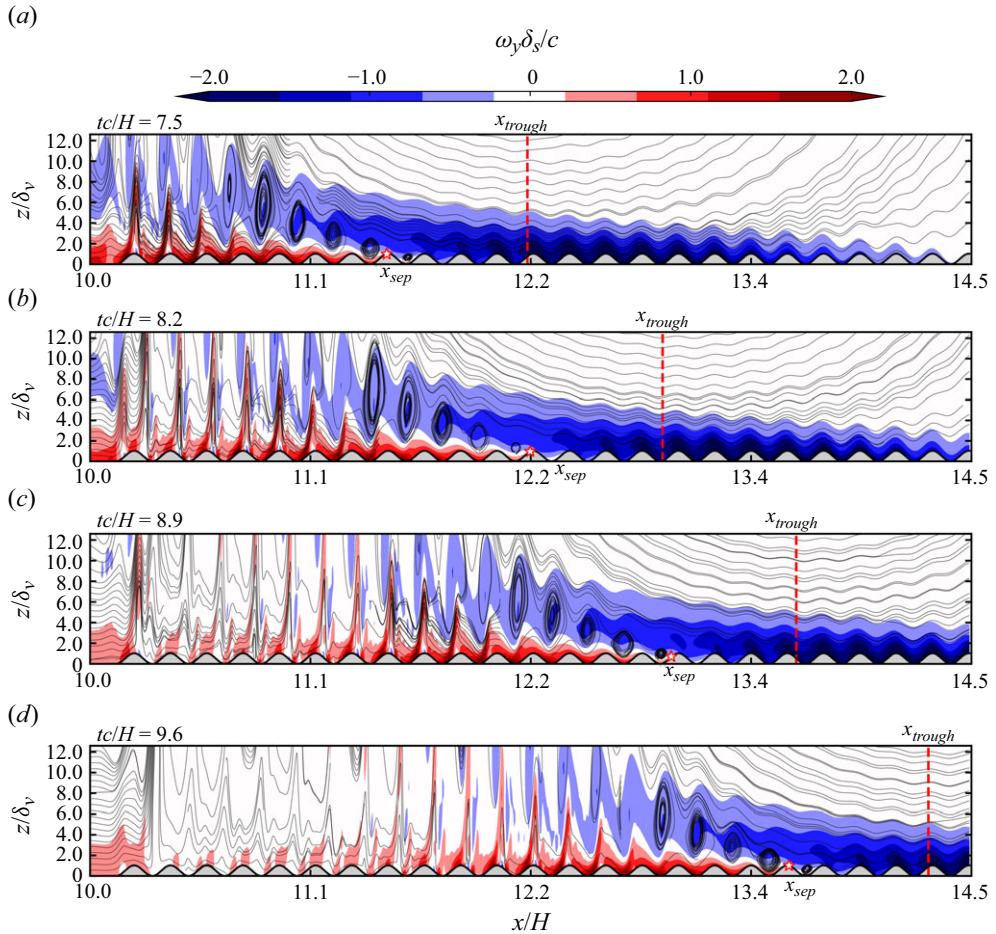 (a)
ω_y δ_s/c
−2.0 −1.0 0 1.0 2.0
tc/H = 7.5 x_trough
12.0
10.0
8.0
z/δ_v
6.0
4.0
2.0
0
x_sep
10.0 11.1 12.2 13.4 14.5
(b)
tc/H = 8.2 x_trough
12.0
10.0
8.0
z/δ_v
6.0
4.0
2.0
0
x_sep
10.0 11.1 12.2 13.4 14.5
(c)
tc/H = 8.9 x_trough
12.0
10.0
8.0
z/δ_v
6.0
4.0
2.0
0
x_sep
10.0 11.1 12.2 13.4 14.5
(d)
tc/H = 9.6 x_trough
12.0
10.0
8.0
z/δ_v
6.0
4.0
2.0
0
x_sep
10.0 11.1 12.2 13.4 14.5
x/H